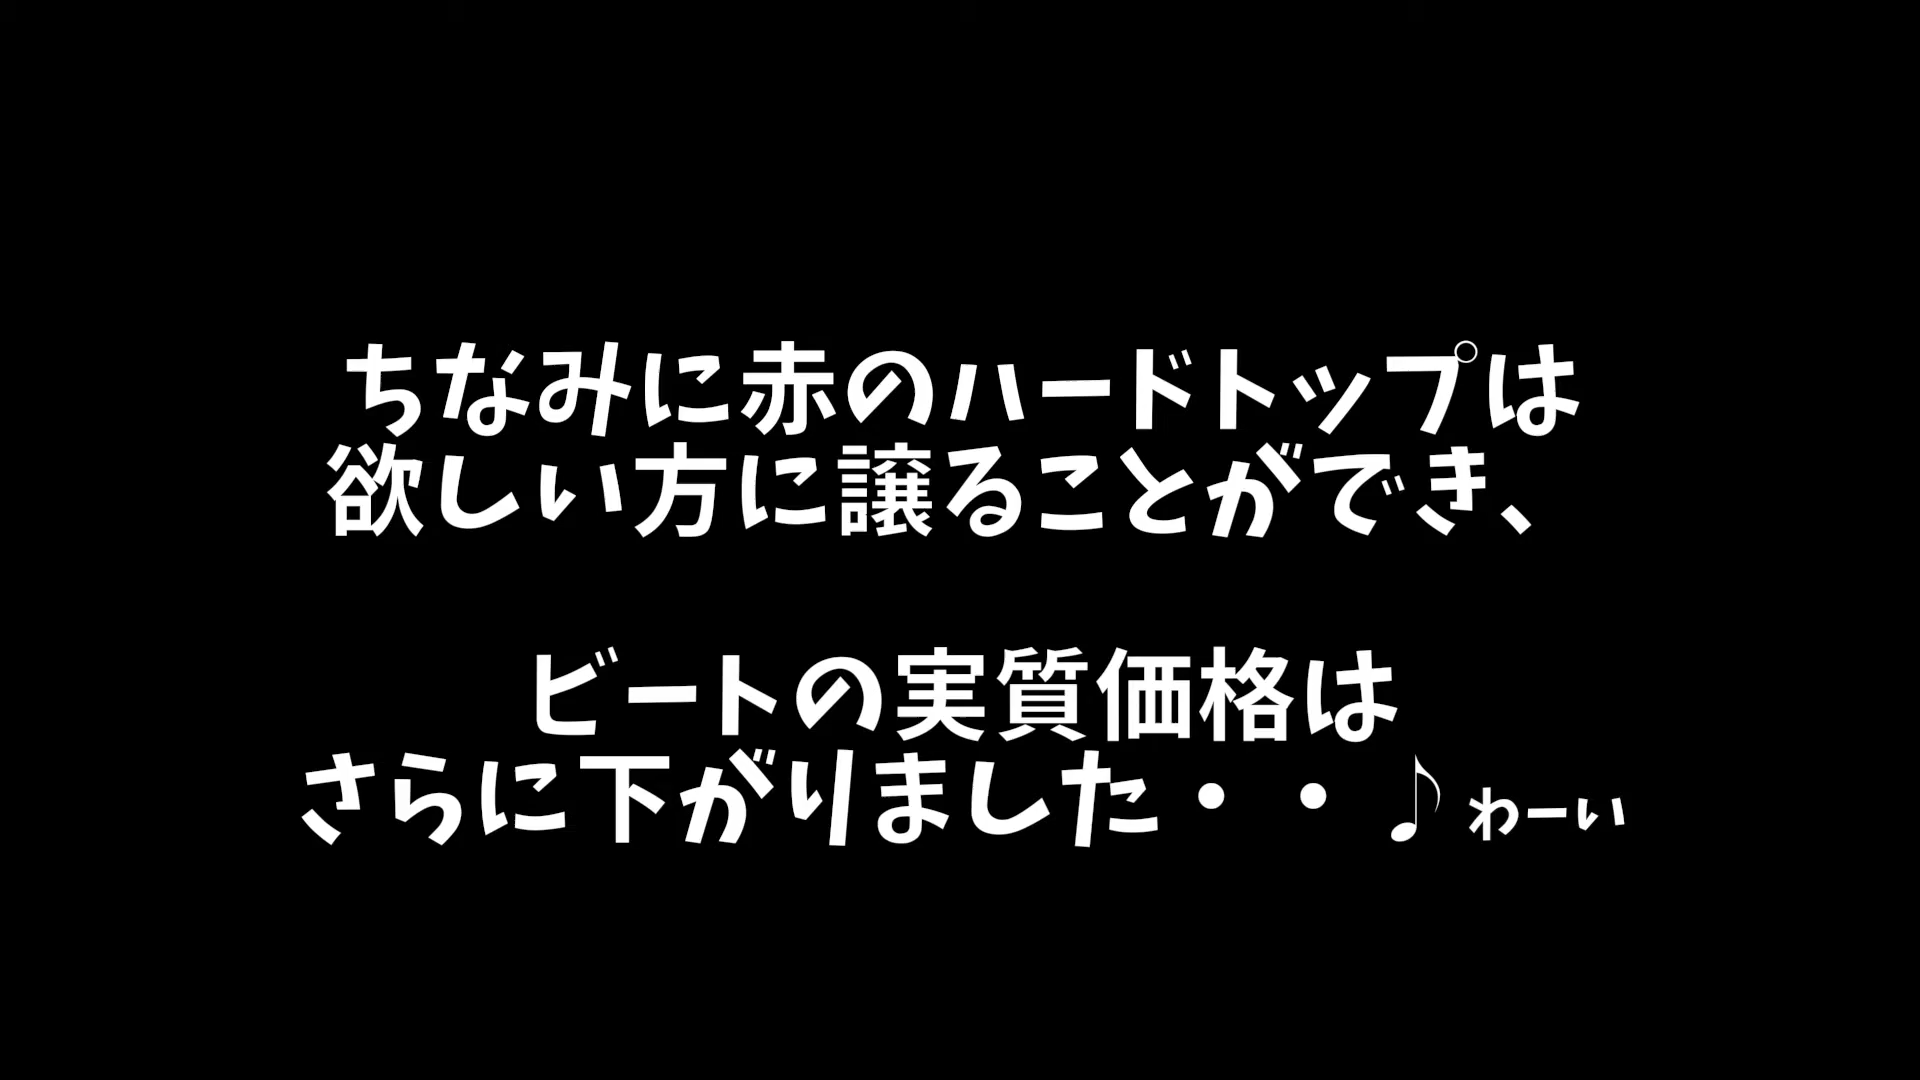 ちなみに赤のハードトップは
欲しい方に譲ることができ、
ビートの実質価格は
さらに下がりました・・♪わーい